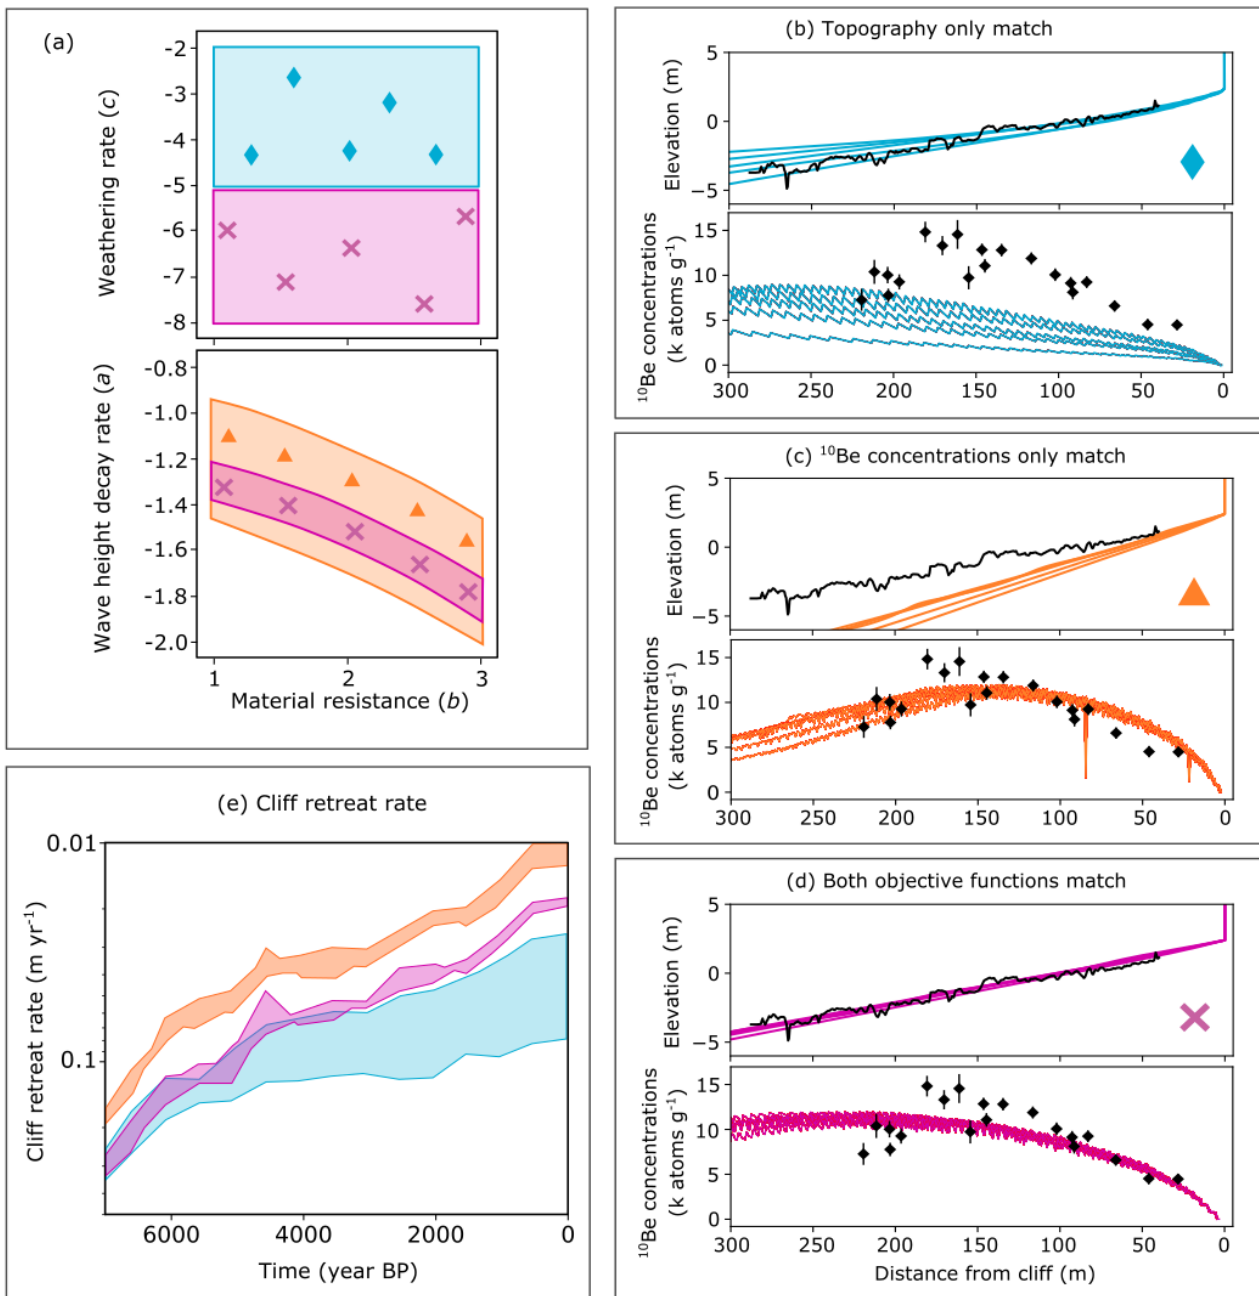 (a)
Weathering rate (c)
-2
-3
-4
-5
-6
-7
-8
Wave height decay rate (a)
-0.8
-1.0
-1.2
-1.4
-1.6
-1.8
-2.0
1 2 3
Material resistance (b)
(b) Topography only match
Elevation (m)
5
0
−5
¹⁰Be concentrations
(k atoms g⁻¹)
15
10
5
0
300 250 200 150 100 50 0
(c) ¹⁰Be concentrations only match
Elevation (m)
5
0
−5
¹⁰Be concentrations
(k atoms g⁻¹)
15
10
5
0
300 250 200 150 100 50 0
(d) Both objective functions match
Elevation (m)
5
0
−5
¹⁰Be concentrations
(k atoms g⁻¹)
15
10
5
0
300 250 200 150 100 50 0
Distance from cliff (m)
(e) Cliff retreat rate
Cliff retreat rate (m yr⁻¹)
0.01
0.1
6000 4000 2000 0
Time (year BP)